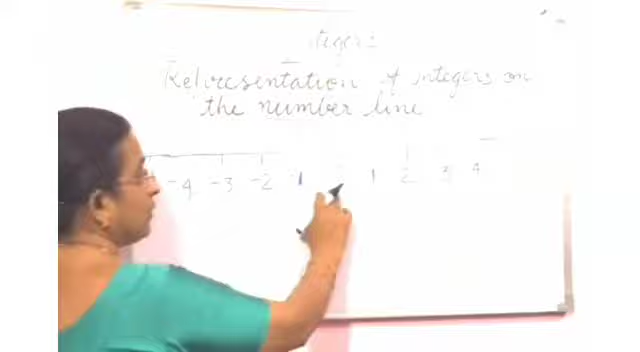 Integers
Representation of integers on
the number line
-4 -3 -2 -1 1 2 3 4